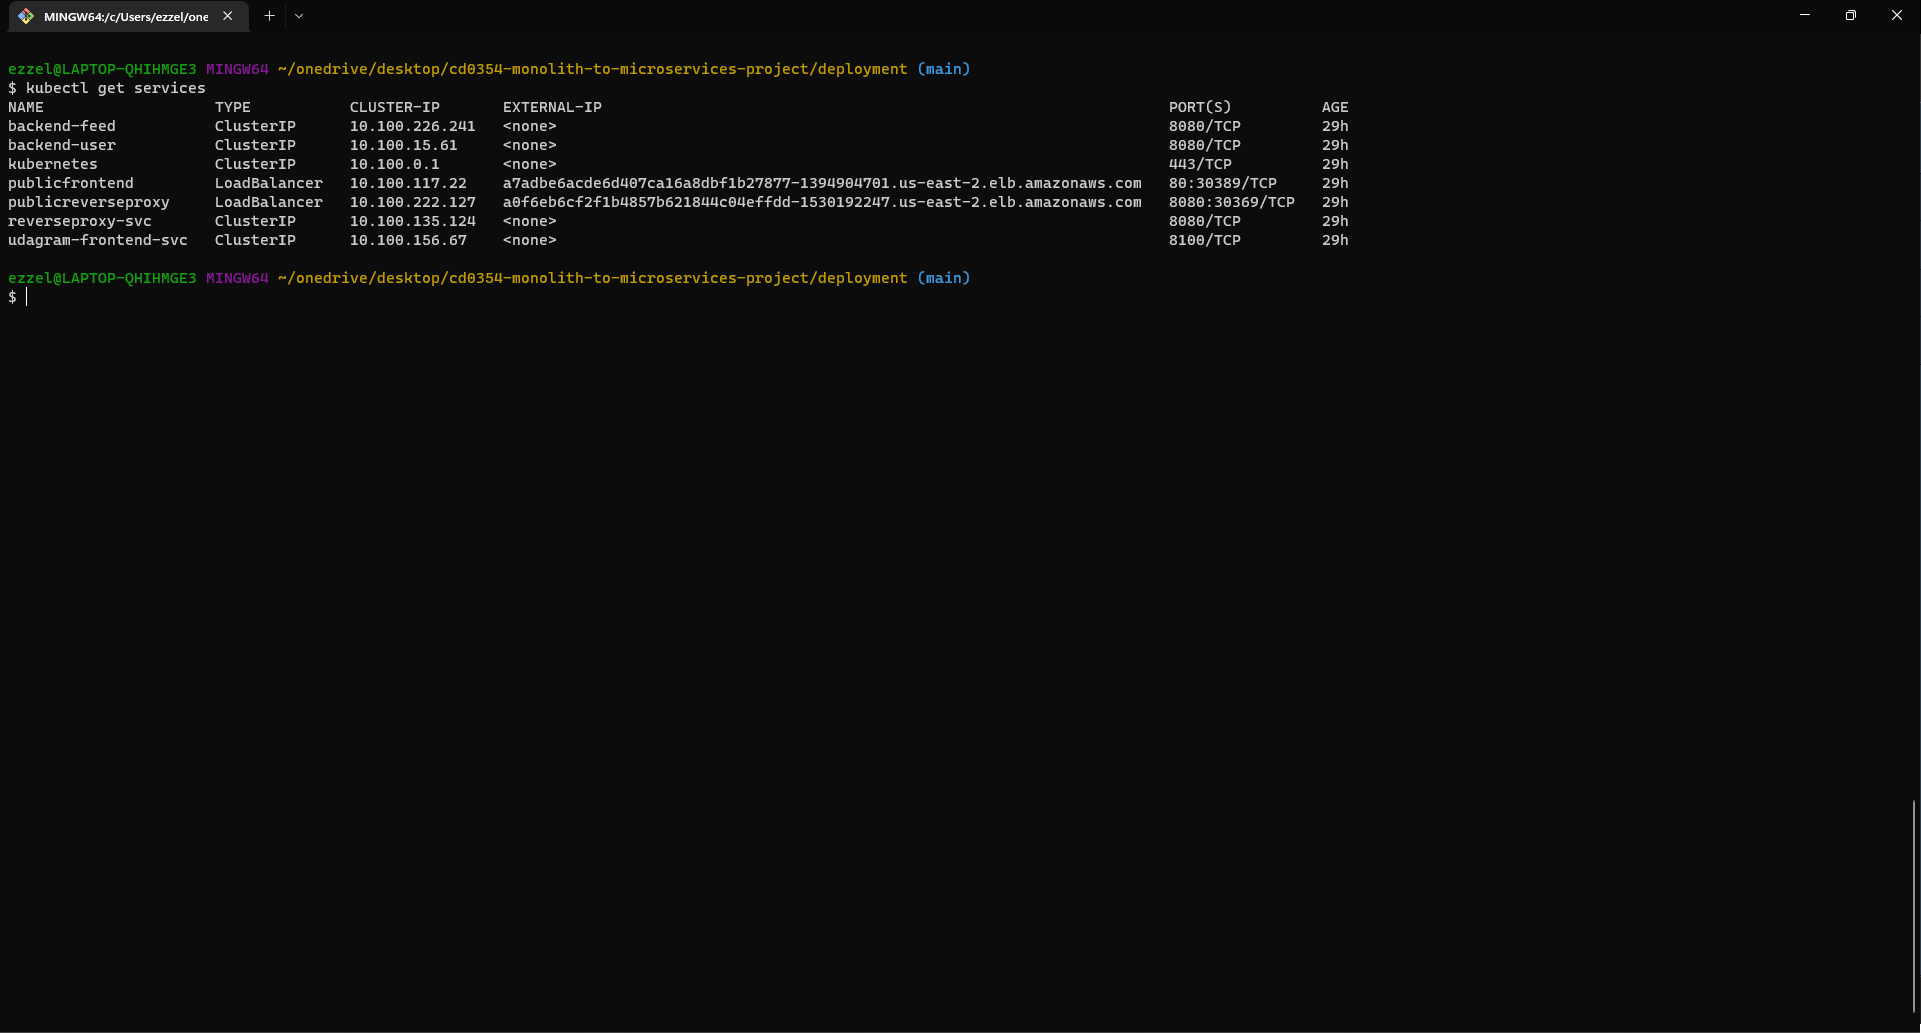 MINGW64:/c/Users/ezzel/one
ezzel@LAPTOP-QHIHMGE3 MINGW64 ~/onedrive/desktop/cd0354-monolith-to-microservices-project/deployment (main)
$ kubectl get services
NAME TYPE CLUSTER-IP EXTERNAL-IP PORT(S) AGE
backend-feed ClusterIP 10.100.226.241 <none> 8080/TCP 29h
backend-user ClusterIP 10.100.15.61 <none> 8080/TCP 29h
kubernetes ClusterIP 10.100.0.1 <none> 443/TCP 29h
publicfrontend LoadBalancer 10.100.117.22 a7adbe6acde6d407ca16a8dbf1b27877-1394904701.us-east-2.elb.amazonaws.com 80:30389/TCP 29h
publicreverseproxy LoadBalancer 10.100.222.127 a0f6eb6cf2f1b4857b621844c04effdd-1530192247.us-east-2.elb.amazonaws.com 8080:30369/TCP 29h
reverseproxy-svc ClusterIP 10.100.135.124 <none> 8080/TCP 29h
udagram-frontend-svc ClusterIP 10.100.156.67 <none> 8100/TCP 29h
ezzel@LAPTOP-QHIHMGE3 MINGW64 ~/onedrive/desktop/cd0354-monolith-to-microservices-project/deployment (main)
$